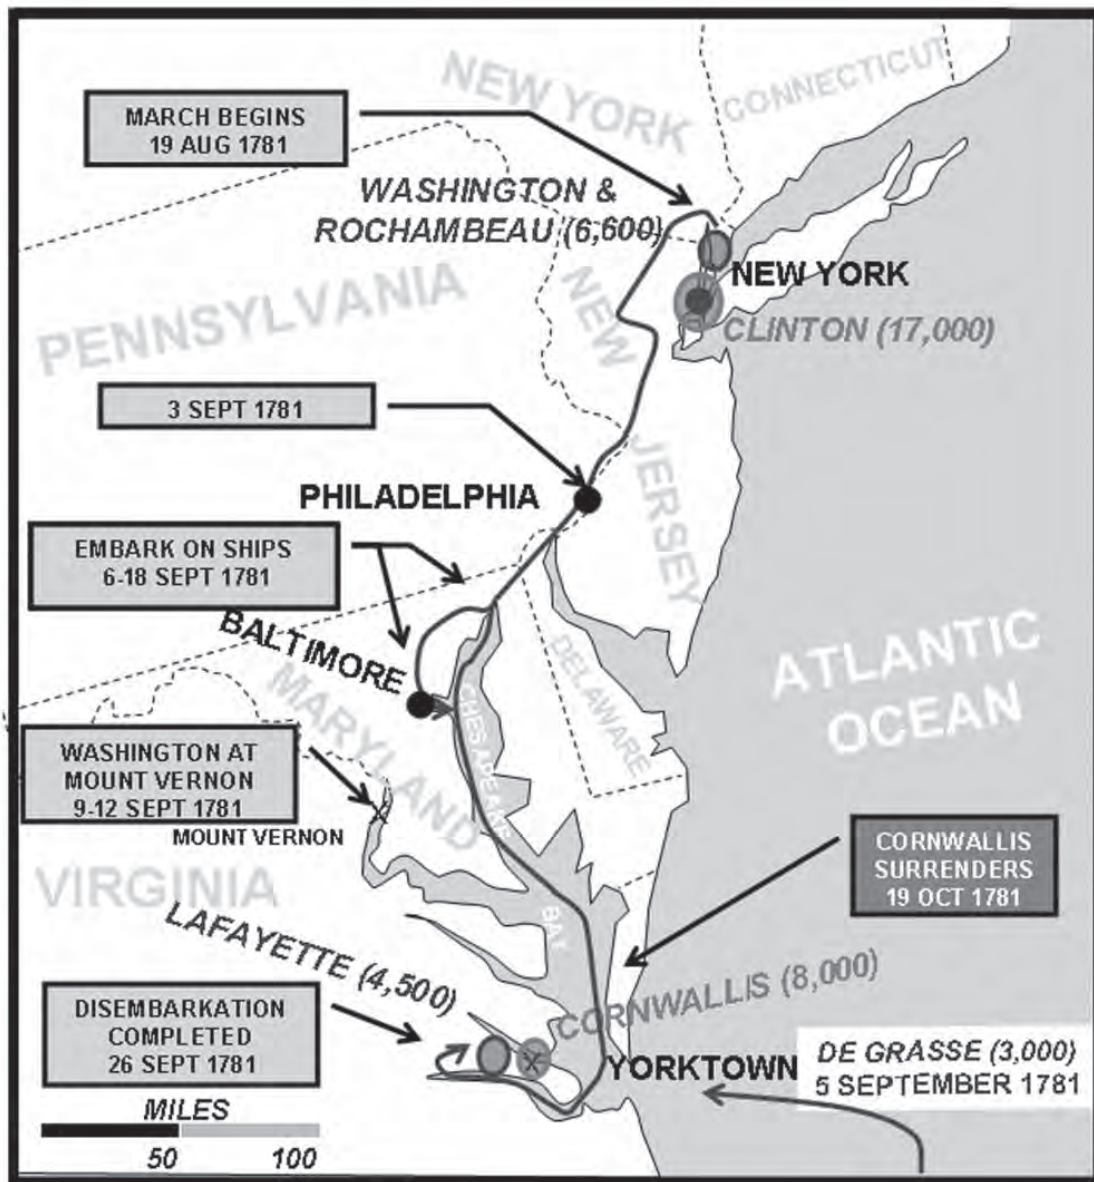 NEW YORK
CONNECTICUT
MARCH BEGINS
19 AUG 1781
WASHINGTON &
ROCHAMBEAU (6,600)
NEW YORK
CLINTON (17,000)
PENNSYLVANIA
NEW
JERSEY
3 SEPT 1781
PHILADELPHIA
EMBARK ON SHIPS
6-18 SEPT 1781
BALTIMORE
MARYLAND
DELAWARE
CHESAPEAKE
BAY
ATLANTIC
OCEAN
WASHINGTON AT
MOUNT VERNON
9-12 SEPT 1781
MOUNT VERNON
VIRGINIA
CORNWALLIS
SURRENDERS
19 OCT 1781
LAFAYETTE (4,500)
CORNWALLIS (8,000)
DISEMBARKATION
COMPLETED
26 SEPT 1781
YORKTOWN
DE GRASSE (3,000)
5 SEPTEMBER 1781
MILES
50 100